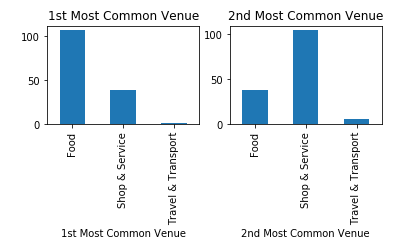 1st Most Common Venue
100
50
0
Food
Shop & Service
Travel & Transport
1st Most Common Venue
2nd Most Common Venue
100
50
0
Food
Shop & Service
Travel & Transport
2nd Most Common Venue